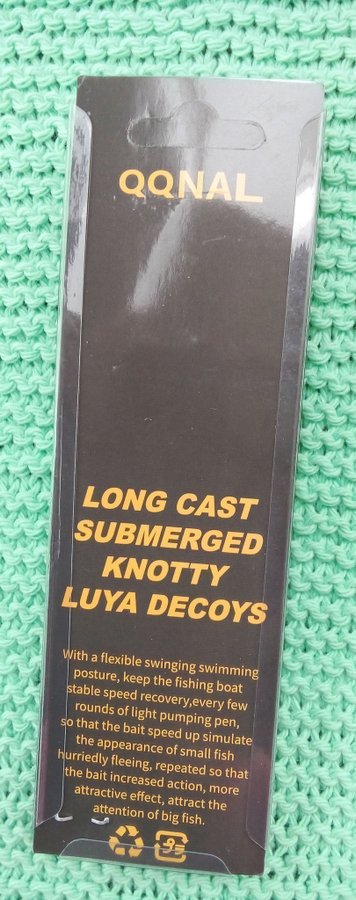 QQNAL
LONG CAST
SUBMERGED
KNOTTY
LUYA DECOYS
With a flexible swinging swimming
posture, keep the fishing boat
stable speed recovery,every few
rounds of light pumping pen,
so that the bait speed up simulate
the appearance of small fish
hurriedly fleeing, repeated so that
the bait increased action, more
attractive effect, attract the
attention of big fish.